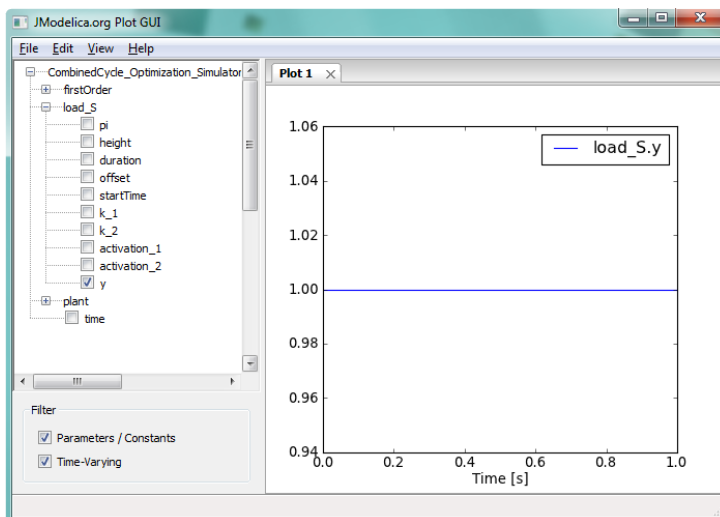 JModelica.org Plot GUI
File Edit View Help
CombinedCycle_Optimization_Simulator
firstOrder
load_S
pi
height
duration
offset
startTime
k_1
k_2
activation_1
activation_2
y
plant
time
Filter
Parameters / Constants
Time-Varying
Plot 1
load_S.y
1.06
1.04
1.02
1.00
0.98
0.96
0.94
0.0 0.2 0.4 0.6 0.8 1.0
Time [s]